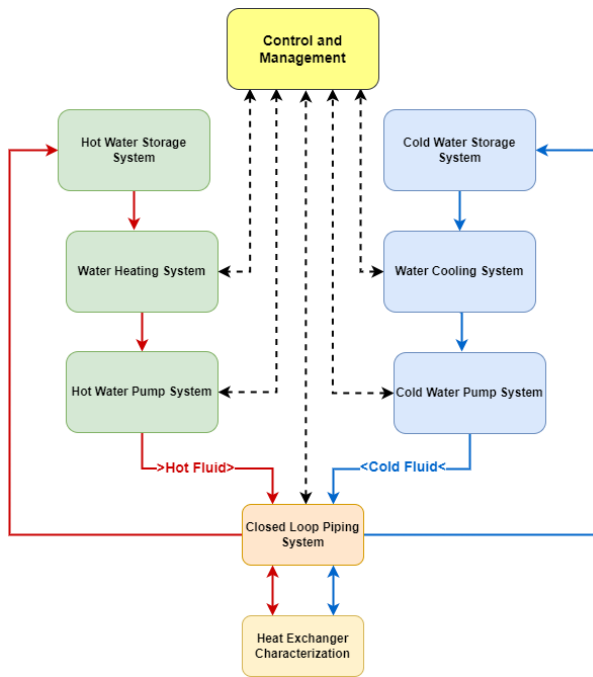 Control and
Management
Hot Water Storage
System
Cold Water Storage
System
Water Heating System
Water Cooling System
Hot Water Pump System
Cold Water Pump System
>Hot Fluid>
<Cold Fluid<
Closed Loop Piping
System
Heat Exchanger
Characterization